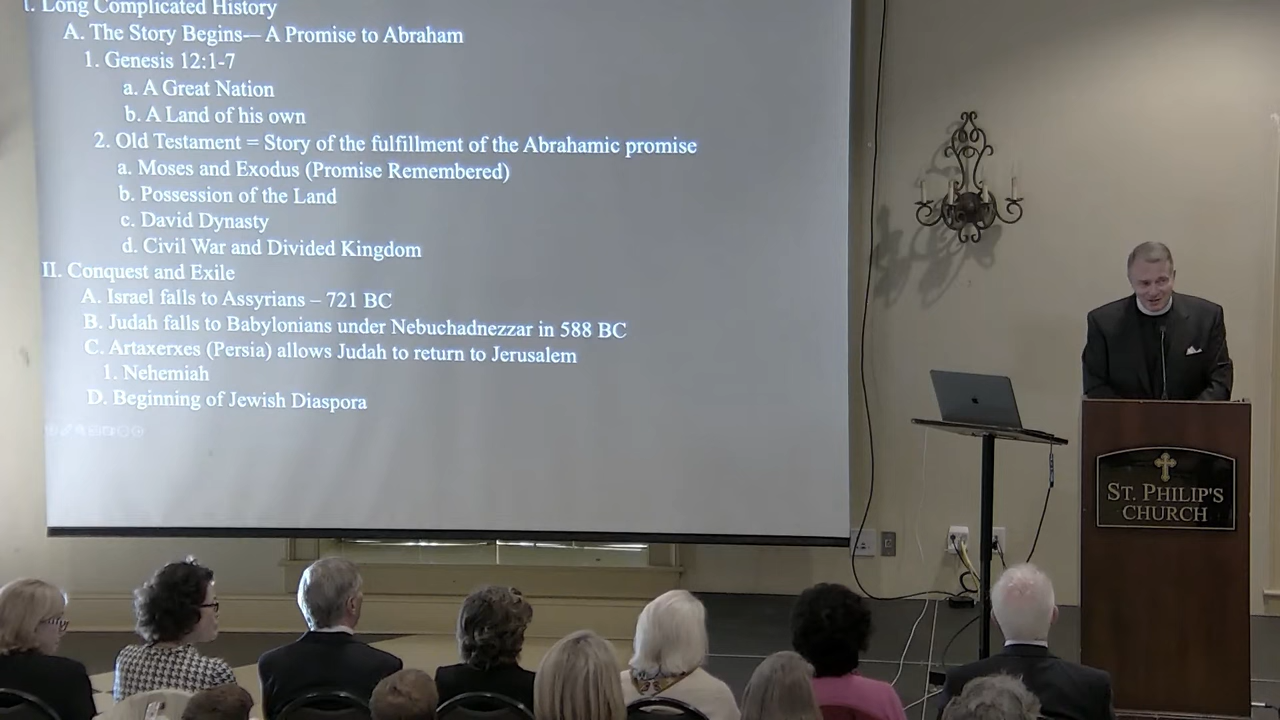 I. Long Complicated History
A. The Story Begins— A Promise to Abraham
1. Genesis 12:1-7
a. A Great Nation
b. A Land of his own
2. Old Testament = Story of the fulfillment of the Abrahamic promise
a. Moses and Exodus (Promise Remembered)
b. Possession of the Land
c. David Dynasty
d. Civil War and Divided Kingdom
II. Conquest and Exile
A. Israel falls to Assyrians – 721 BC
B. Judah falls to Babylonians under Nebuchadnezzar in 588 BC
C. Artaxerxes (Persia) allows Judah to return to Jerusalem
1. Nehemiah
D. Beginning of Jewish Diaspora
ST. PHILIP'S
CHURCH